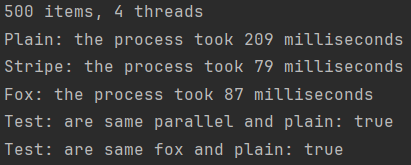 500 items, 4 threads
Plain: the process took 209 milliseconds
Stripe: the process took 79 milliseconds
Fox: the process took 87 milliseconds
Test: are same parallel and plain: true
Test: are same fox and plain: true